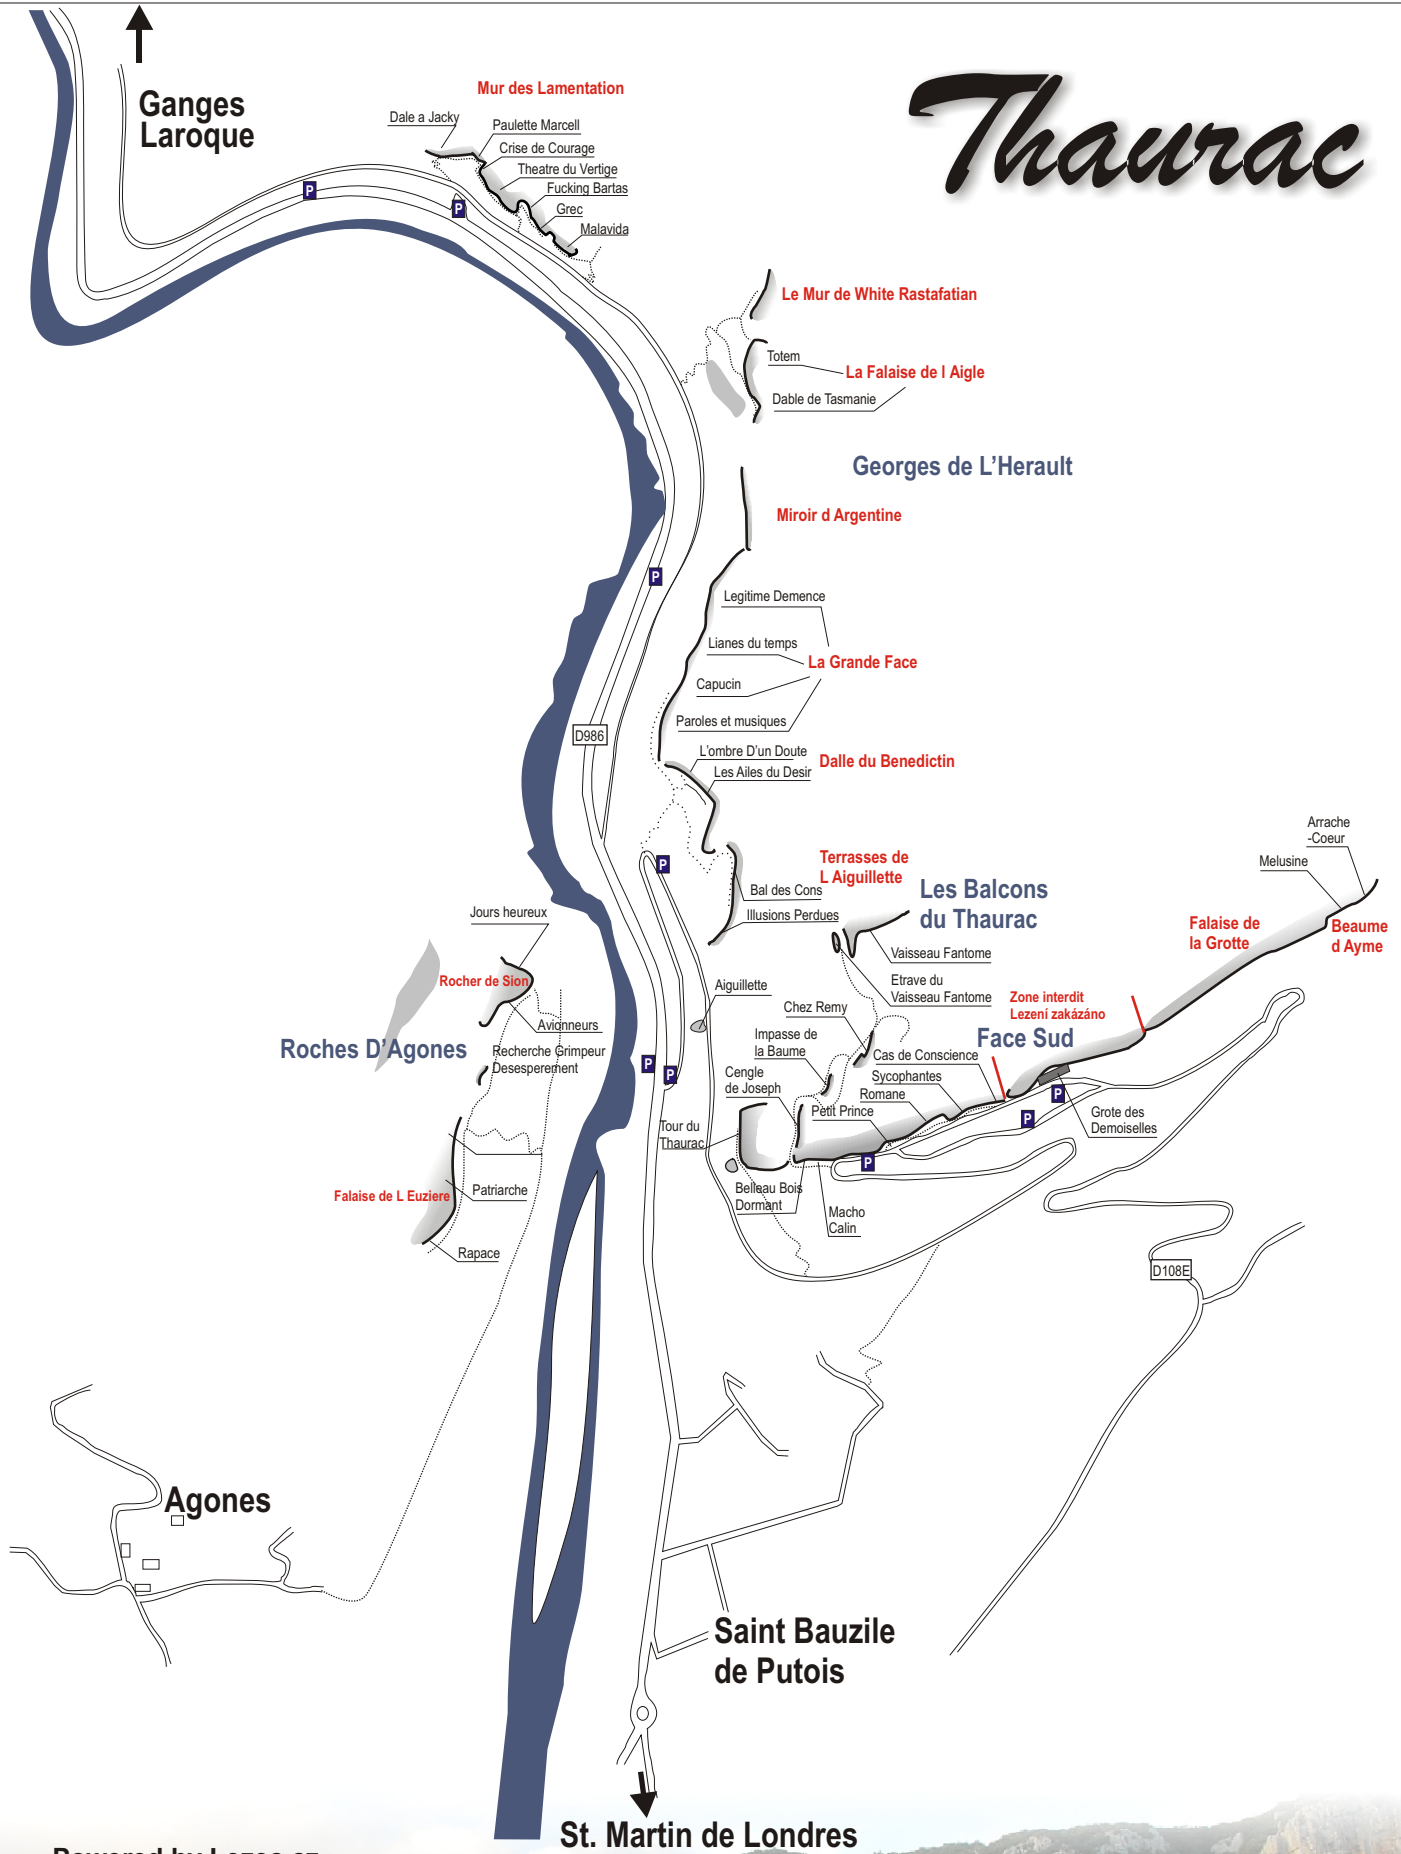 Thaurac
Ganges
Laroque
Mur des Lamentation
Dale a Jacky
Paulette Marcell
Crise de Courage
Theatre du Vertige
Fucking Bartas
Grec
Malavida
P
P
Le Mur de White Rastafatian
Totem
La Falaise de l Aigle
Dable de Tasmanie
Georges de L'Herault
Miroir d Argentine
P
Legitime Demence
Lianes du temps
La Grande Face
Capucin
Paroles et musiques
D986
L'ombre D'un Doute
Les Ailes du Desir
Dalle du Benedictin
Terrasses de
L Aiguillette
P
Bal des Cons
Illusions Perdues
Les Balcons
du Thaurac
Vaisseau Fantome
Etrave du
Vaisseau Fantome
Arrache
-Coeur
Melusine
Falaise de
la Grotte
Beaume
d Ayme
Jours heureux
Rocher de Sion
Avionneurs
Roches D'Agones
Recherche Grimpeur
Desesperement
Aiguillette
Chez Remy
Zone interdit
Lezení zakázáno
Face Sud
Impasse de
la Baume
Cas de Conscience
Cengle
de Joseph
Sycophantes
Romane
Petit Prince
P
P
P
P
P
Grote des
Demoiselles
Tour du
Thaurac
Belleau Bois
Dormant
Macho
Calin
Patriarche
Falaise de L Euziere
Rapace
D108E
Agones
Saint Bauzile
de Putois
St. Martin de Londres
Powered by Lezec.cz